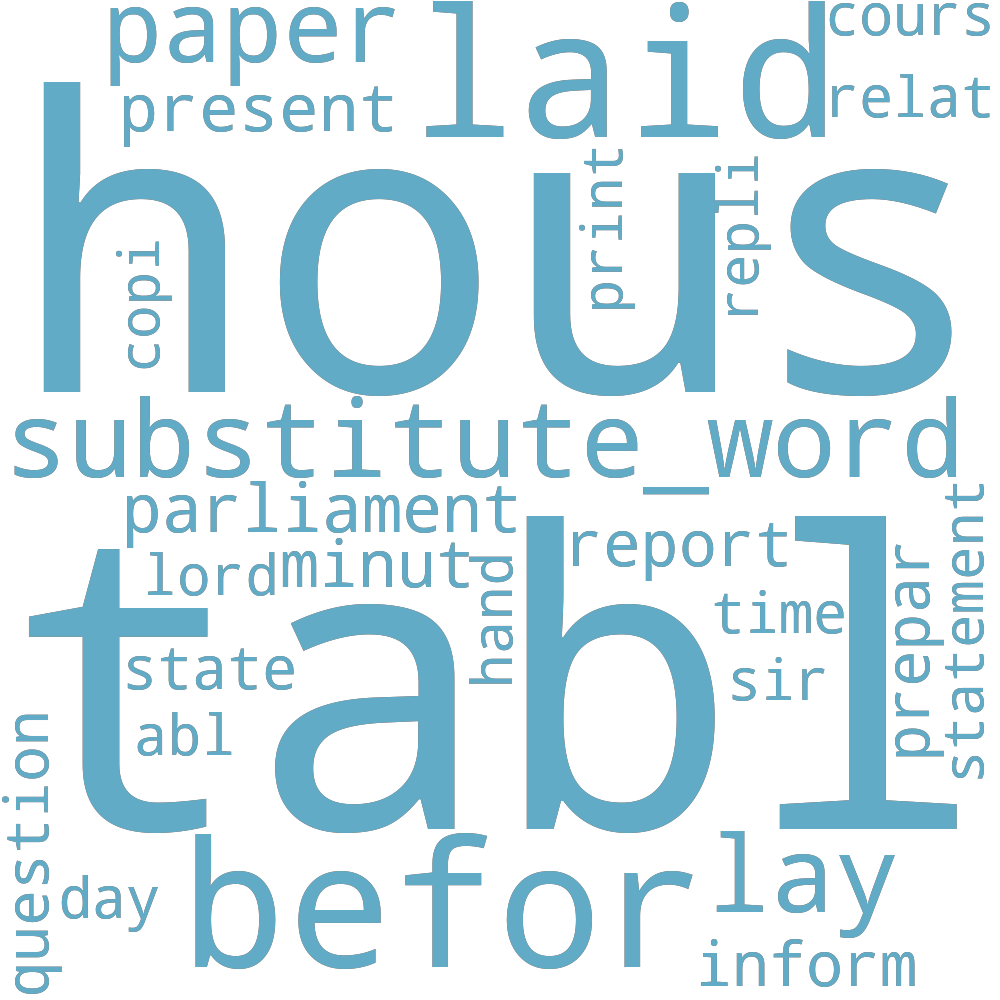 paper
laid
cours
present
relat
hous
print
repli
copi
substitute_word
parliament
report
lord
minut
hand
prepar
statement
tabl
time
state
sir
abl
question
day
befor
lay
inform